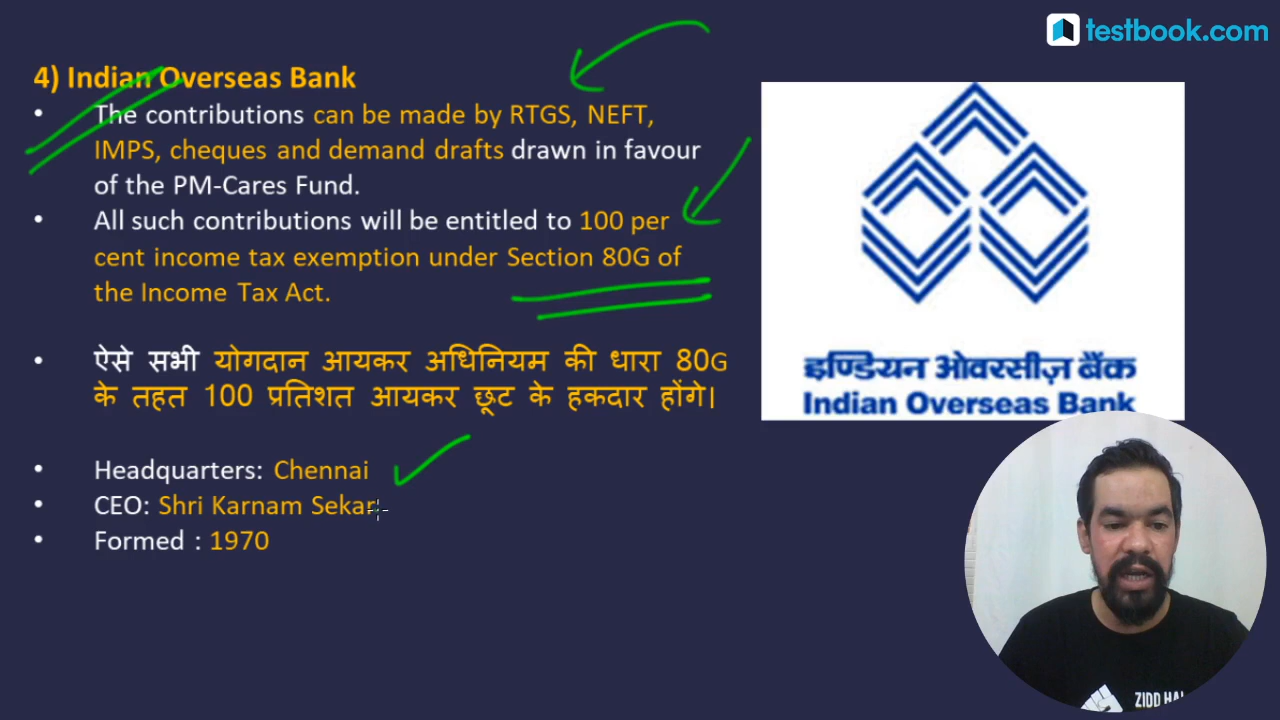 testbook.com
4) Indian Overseas Bank
• The contributions can be made by RTGS, NEFT,
IMPS, cheques and demand drafts drawn in favour
of the PM-Cares Fund.
• All such contributions will be entitled to 100 per
cent income tax exemption under Section 80G of
the Income Tax Act.
• ऐसे सभी योगदान आयकर अधिनियम की धारा 80G
के तहत 100 प्रतिशत आयकर छूट के हकदार होंगे।
• Headquarters: Chennai
• CEO: Shri Karnam Sekar
• Formed : 1970
इण्डियन ओवरसीज़ बैंक
Indian Overseas Bank
ZIDD HAI